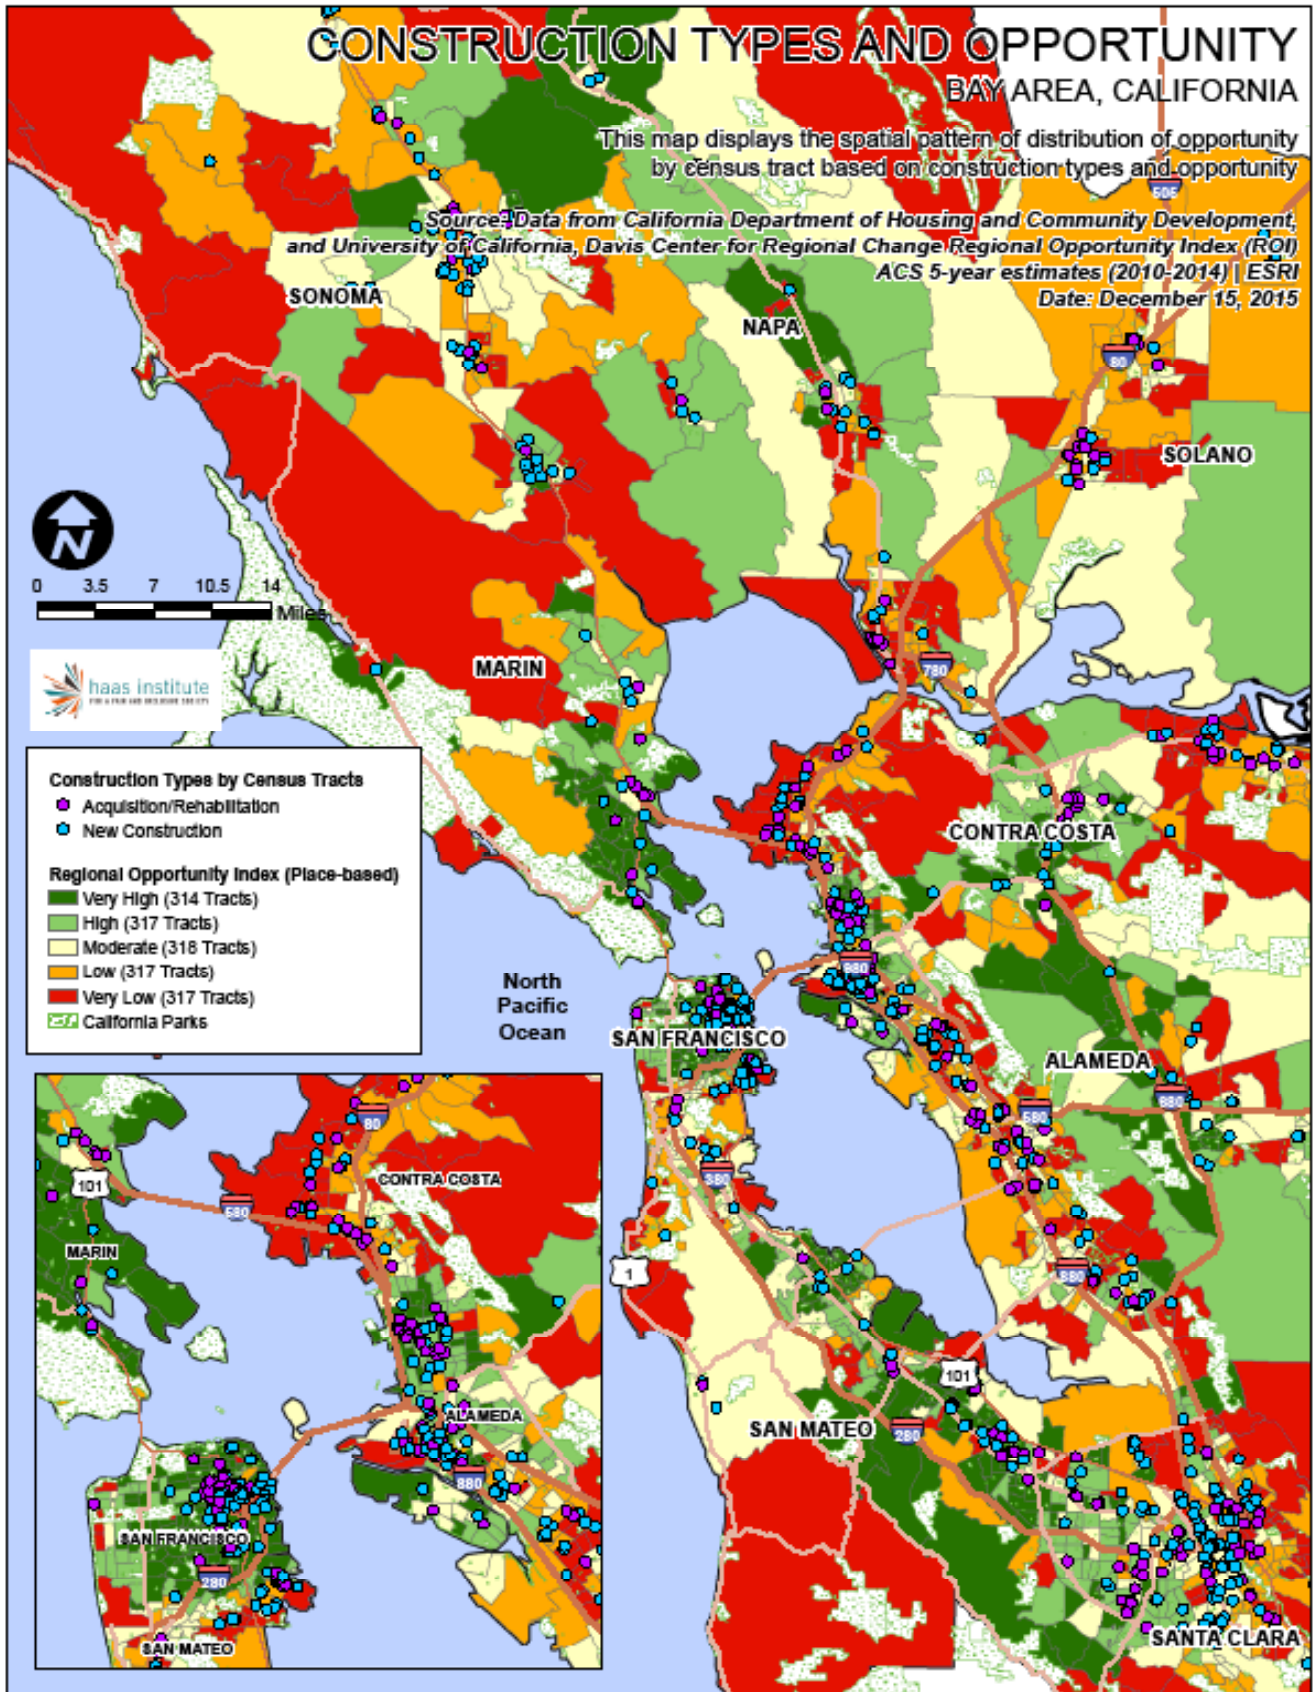 CONSTRUCTION TYPES AND OPPORTUNITY
BAY AREA, CALIFORNIA
This map displays the spatial pattern of distribution of opportunity
by census tract based on construction types and opportunity
Source: Data from California Department of Housing and Community Development,
and University of California, Davis Center for Regional Change Regional Opportunity Index (ROI)
ACS 5-year estimates (2010-2014) | ESRI
Date: December 15, 2015
505
SONOMA
NAPA
80
SOLANO
N
0 3.5 7 10.5 14
Miles
MARIN
780
haas institute
FOR A FAIR AND INCLUSIVE SOCIETY
Construction Types by Census Tracts
Acquisition/Rehabilitation
New Construction
Regional Opportunity Index (Place-based)
Very High (314 Tracts)
High (317 Tracts)
Moderate (318 Tracts)
Low (317 Tracts)
Very Low (317 Tracts)
California Parks
CONTRA COSTA
980
North
Pacific
Ocean
SAN FRANCISCO
ALAMEDA
680
580
380
1
880
101
SAN MATEO
280
SANTA CLARA
80
CONTRA COSTA
101
580
MARIN
ALAMEDA
880
SAN FRANCISCO
280
SAN MATEO